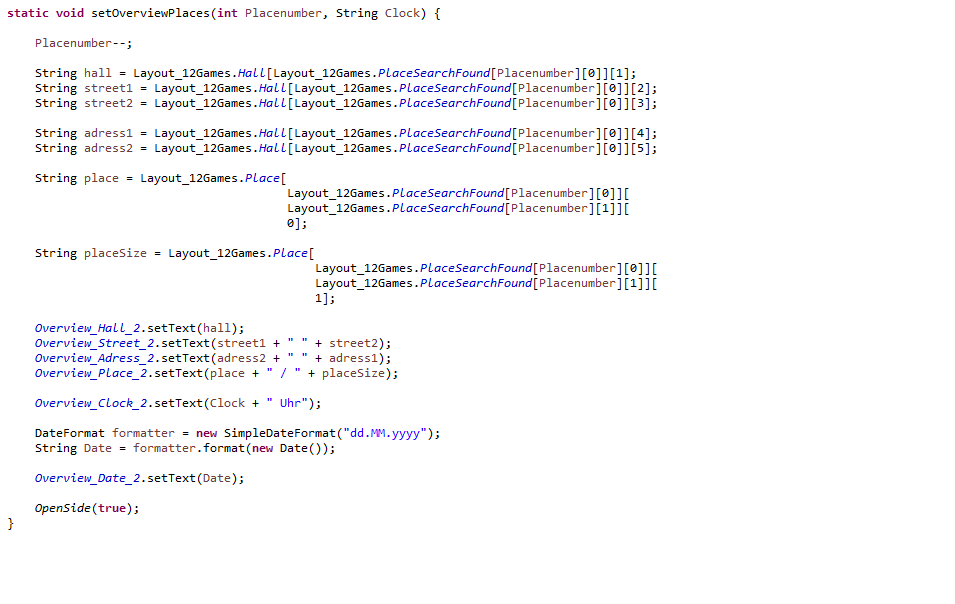 static void setOverviewPlaces(int Placenumber, String Clock) {
Placenumber--;
String hall = Layout_12Games.Hall[Layout_12Games.PlaceSearchFound[Placenumber][0]][1];
String street1 = Layout_12Games.Hall[Layout_12Games.PlaceSearchFound[Placenumber][0]][2];
String street2 = Layout_12Games.Hall[Layout_12Games.PlaceSearchFound[Placenumber][0]][3];
String adress1 = Layout_12Games.Hall[Layout_12Games.PlaceSearchFound[Placenumber][0]][4];
String adress2 = Layout_12Games.Hall[Layout_12Games.PlaceSearchFound[Placenumber][0]][5];
String place = Layout_12Games.Place[
Layout_12Games.PlaceSearchFound[Placenumber][0]][
Layout_12Games.PlaceSearchFound[Placenumber][1]][
0];
String placeSize = Layout_12Games.Place[
Layout_12Games.PlaceSearchFound[Placenumber][0]][
Layout_12Games.PlaceSearchFound[Placenumber][1]][
1];
Overview_Hall_2.setText(hall);
Overview_Street_2.setText(street1 + " " + street2);
Overview_Adress_2.setText(adress2 + " " + adress1);
Overview_Place_2.setText(place + " / " + placeSize);
Overview_Clock_2.setText(Clock + " Uhr");
DateFormat formatter = new SimpleDateFormat("dd.MM.yyyy");
String Date = formatter.format(new Date());
Overview_Date_2.setText(Date);
OpenSide(true);
}